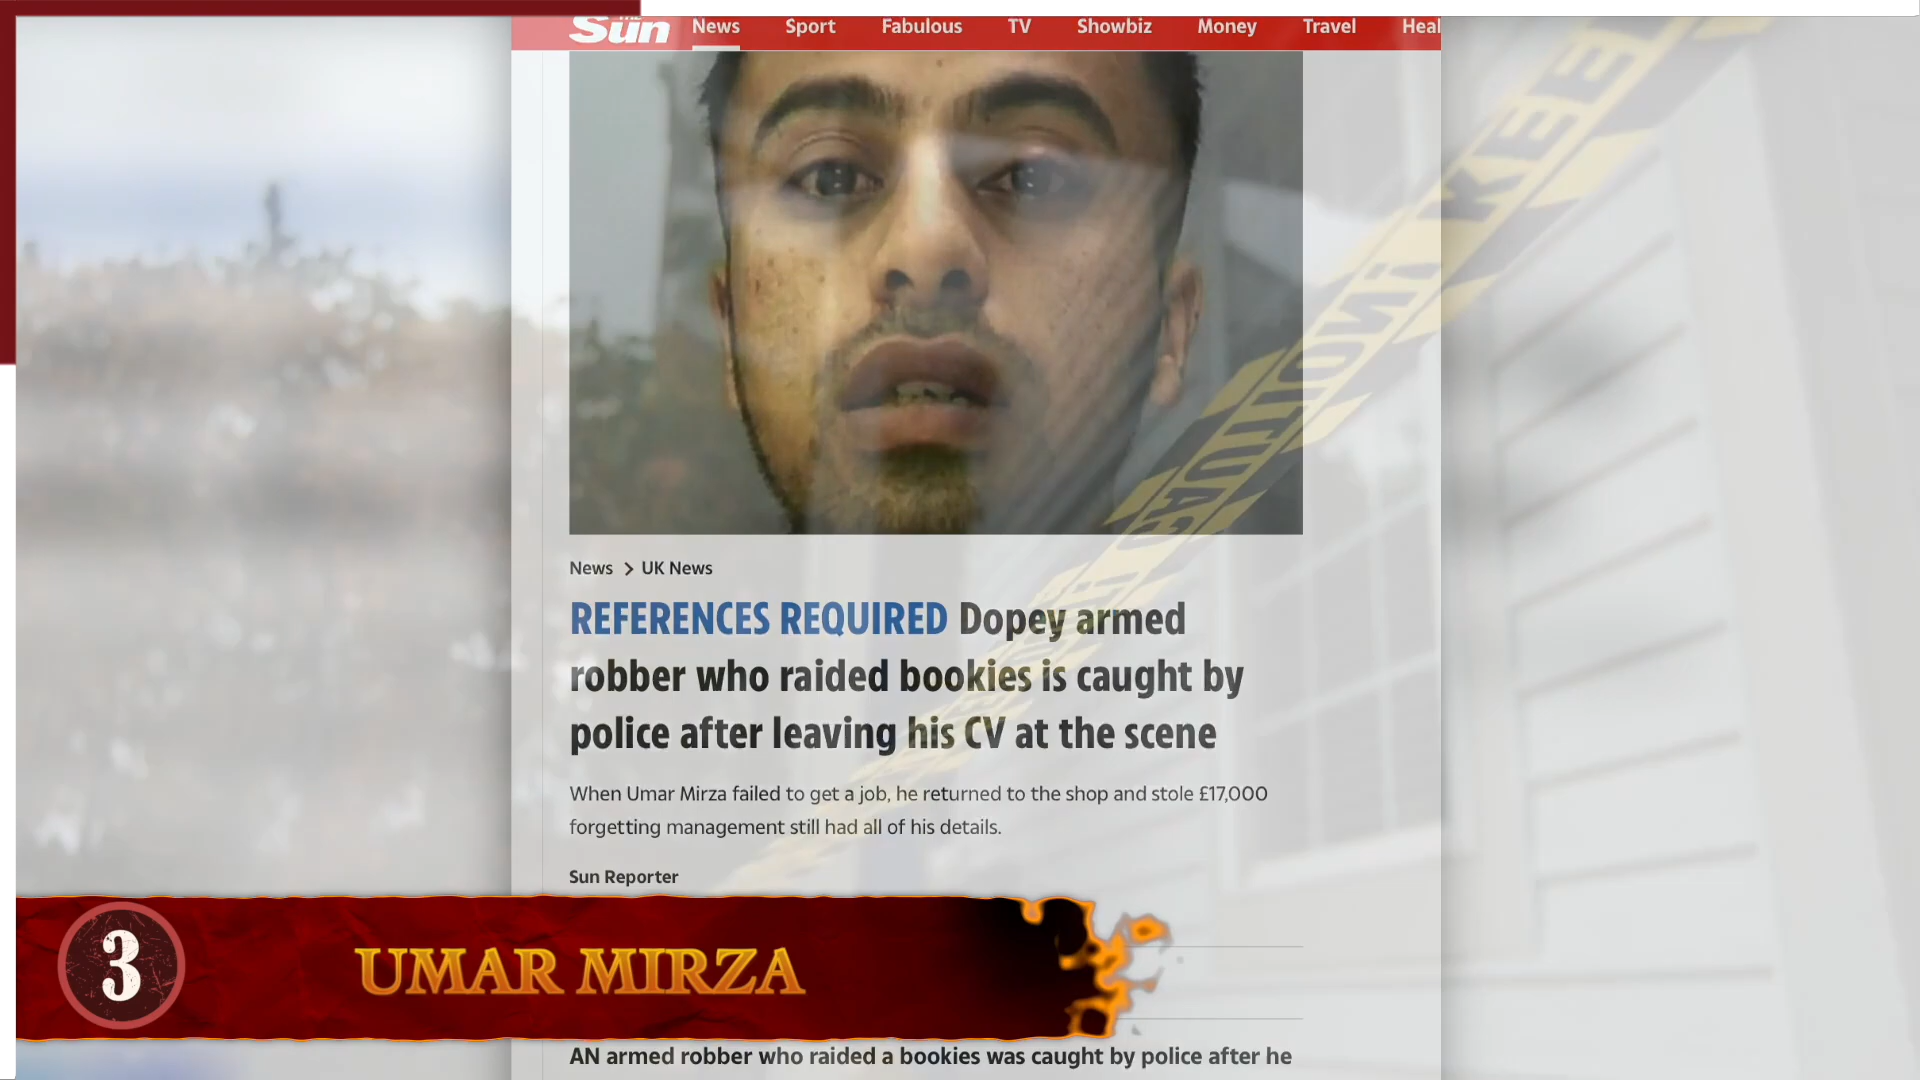 The Sun News Sport Fabulous TV Showbiz Money Travel Heal
CAUTION! KEE
News > UK News
REFERENCES REQUIRED Dopey armed
robber who raided bookies is caught by
police after leaving his CV at the scene
When Umar Mirza failed to get a job, he returned to the shop and stole £17,000
forgetting management still had all of his details.
Sun Reporter
3 UMAR MIRZA
AN armed robber who raided a bookies was caught by police after he